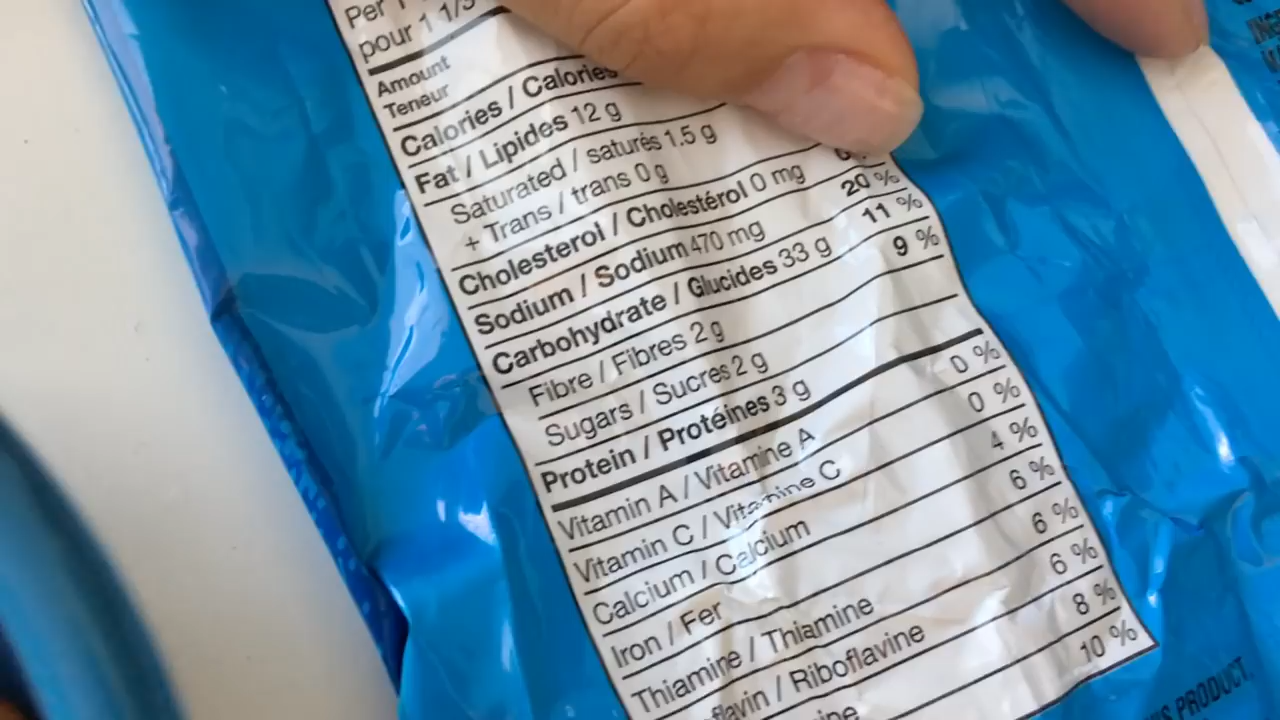 Per 1
pour 1 1/3
Amount
Teneur
Calories / Calories
Fat / Lipides 12 g
Saturated / saturés 1.5 g
+ Trans / trans 0 g
Cholesterol / Cholestérol 0 mg
Sodium / Sodium 470 mg 20 %
Carbohydrate / Glucides 33 g 11 %
Fibre / Fibres 2 g 9 %
Sugars / Sucres 2 g
Protein / Protéines 3 g
Vitamin A / Vitamine A 0 %
Vitamin C / Vitamine C 0 %
Calcium / Calcium 4 %
Iron / Fer 6 %
Thiamine / Thiamine 6 %
flavin / Riboflavine 6 %
ine 8 %
10 %
S PRODUCT.